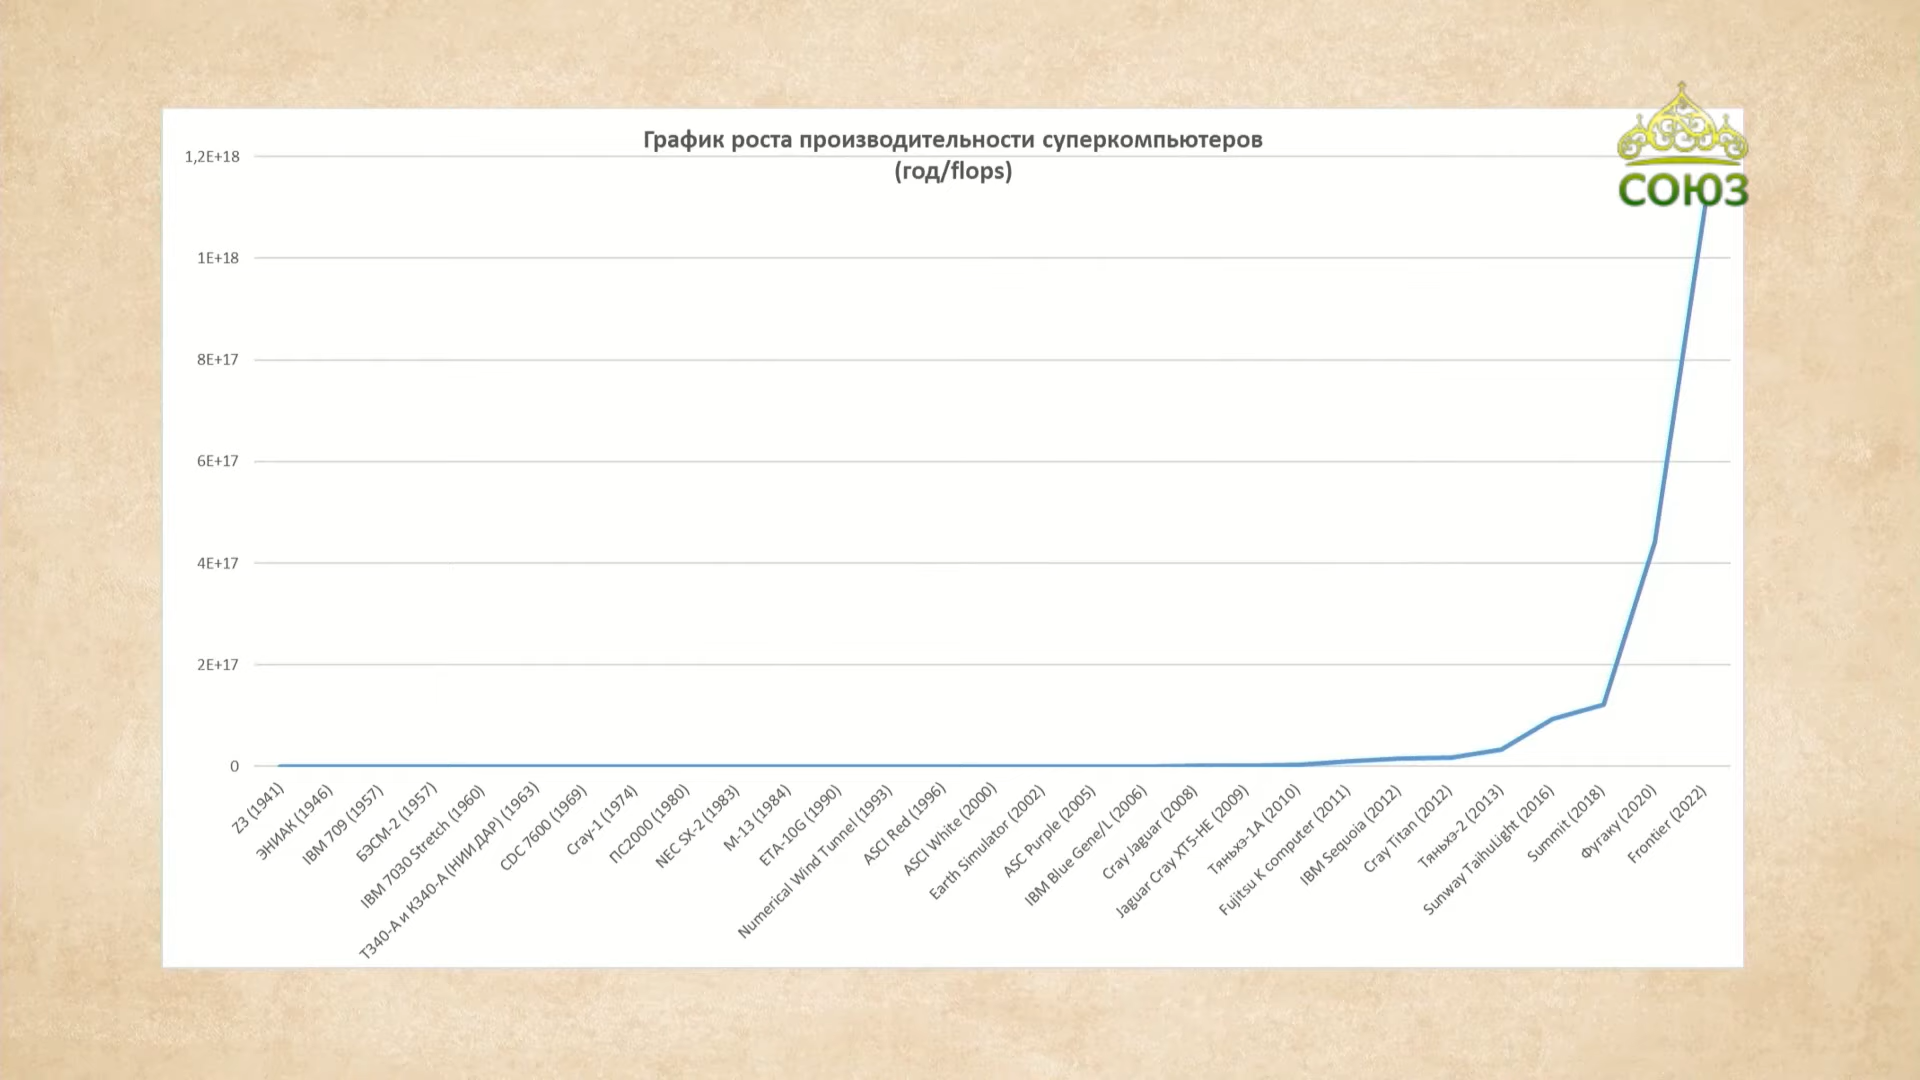 График роста производительности суперкомпьютеров
(год/flops)
СОЮЗ
1,2E+18
1E+18
8E+17
6E+17
4E+17
2E+17
0
Z3 (1941)
ЭНИАК (1946)
IBM 709 (1957)
БЭСМ-2 (1957)
IBM 7030 Stretch (1960)
Т340-А и К340-А (НИИ ДАР) (1963)
CDC 7600 (1969)
Cray-1 (1974)
ПС2000 (1980)
NEC SX-2 (1983)
М-13 (1984)
ETA-10G (1990)
Numerical Wind Tunnel (1993)
ASCI Red (1996)
ASCI White (2000)
Earth Simulator (2002)
ASC Purple (2005)
IBM Blue Gene/L (2006)
Cray Jaguar (2008)
Jaguar Cray XT5-HE (2009)
Тяньхэ-1А (2010)
Fujitsu K computer (2011)
IBM Sequoia (2012)
Cray Titan (2012)
Тяньхэ-2 (2013)
Sunway TaihuLight (2016)
Summit (2018)
Фугаку (2020)
Frontier (2022)